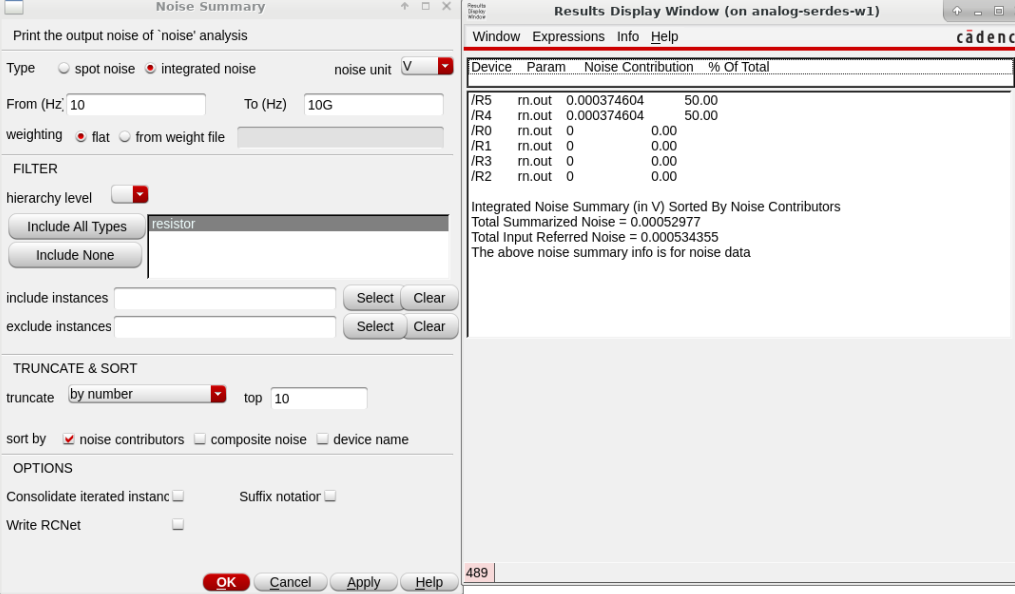 Noise Summary
Print the output noise of `noise' analysis
Type spot noise integrated noise noise unit V
From (Hz) 10 To (Hz) 10G
weighting flat from weight file
FILTER
hierarchy level
Include All Types
resistor
Include None
include instances Select Clear
exclude instances Select Clear
TRUNCATE & SORT
truncate by number top 10
sort by noise contributors composite noise device name
OPTIONS
Consolidate iterated instanc Suffix notation
Write RCNet
OK Cancel Apply Help
Results Display Window
Results Display Window (on analog-serdes-w1)
Window Expressions Info Help cādenc
Device Param Noise Contribution % Of Total
/R5 rn.out 0.000374604 50.00
/R4 rn.out 0.000374604 50.00
/R0 rn.out 0 0.00
/R1 rn.out 0 0.00
/R3 rn.out 0 0.00
/R2 rn.out 0 0.00
Integrated Noise Summary (in V) Sorted By Noise Contributors
Total Summarized Noise = 0.00052977
Total Input Referred Noise = 0.000534355
The above noise summary info is for noise data
489